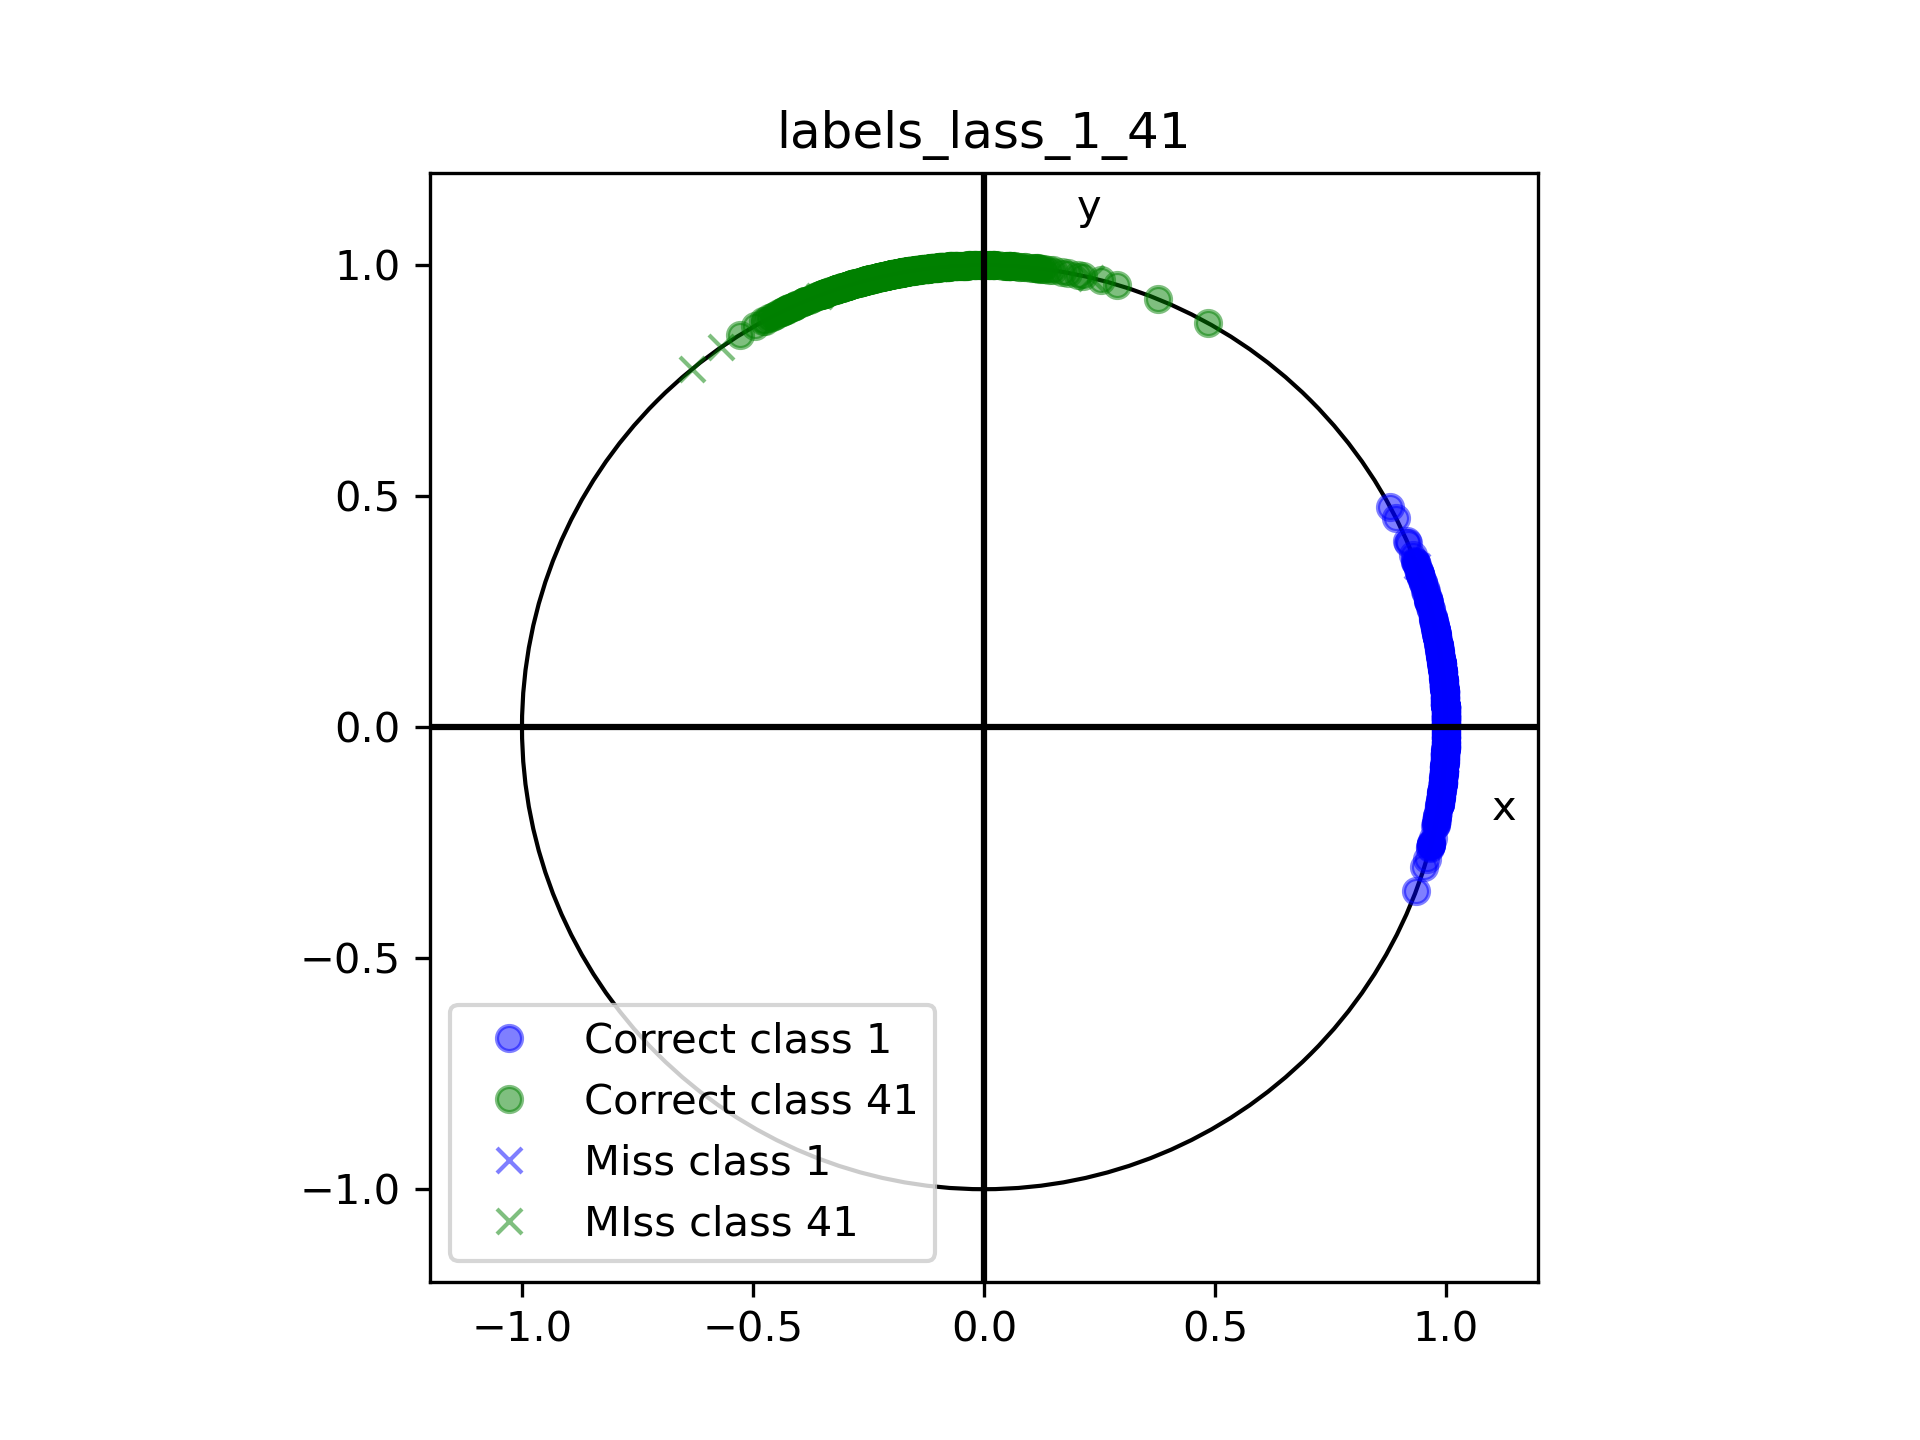 labels_lass_1_41
y
1.0
0.5
0.0
x
−0.5
−1.0
Correct class 1
Correct class 41
Miss class 1
MIss class 41
−1.0 −0.5 0.0 0.5 1.0